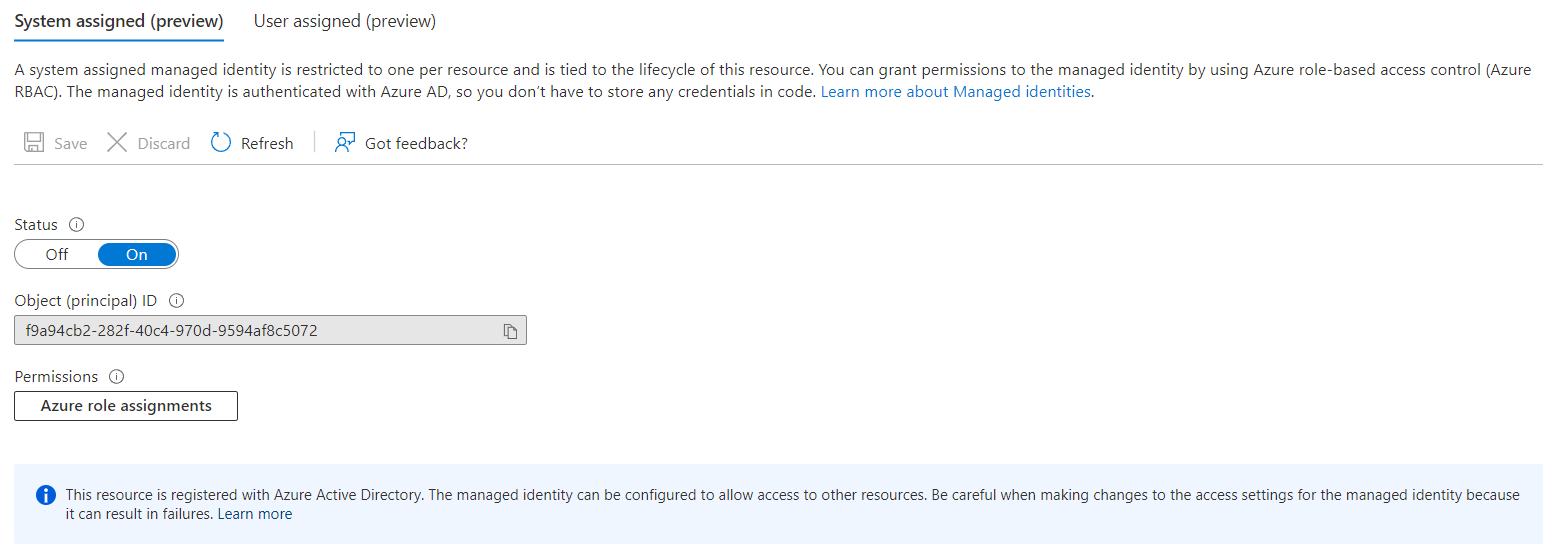 System assigned (preview) User assigned (preview)
A system assigned managed identity is restricted to one per resource and is tied to the lifecycle of this resource. You can grant permissions to the managed identity by using Azure role-based access control (Azure
RBAC). The managed identity is authenticated with Azure AD, so you don’t have to store any credentials in code. Learn more about Managed identities.
Save Discard Refresh Got feedback?
Status
Off On
Object (principal) ID
f9a94cb2-282f-40c4-970d-9594af8c5072
Permissions
Azure role assignments
This resource is registered with Azure Active Directory. The managed identity can be configured to allow access to other resources. Be careful when making changes to the access settings for the managed identity because
it can result in failures. Learn more